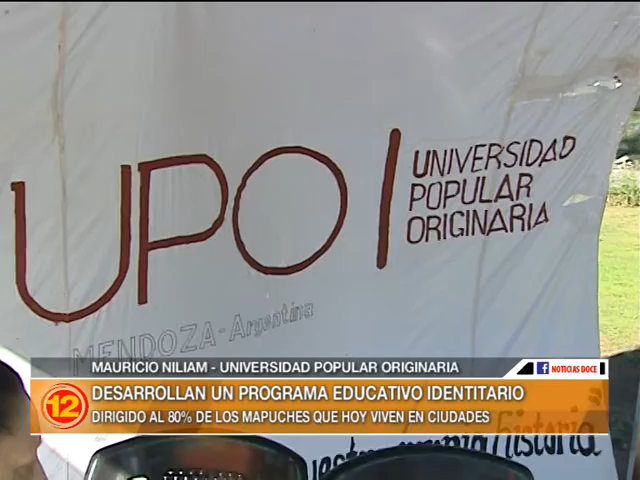 UPO
UNIVERSIDAD
POPULAR
ORIGINARIA
MENDOZA-Argentina
MAURICIO NILIAM - UNIVERSIDAD POPULAR ORIGINARIA
f NOTICIAS DOCE
12
DESARROLLAN UN PROGRAMA EDUCATIVO IDENTITARIO
DIRIGIDO AL 80% DE LOS MAPUCHES QUE HOY VIVEN EN CIUDADES
historia